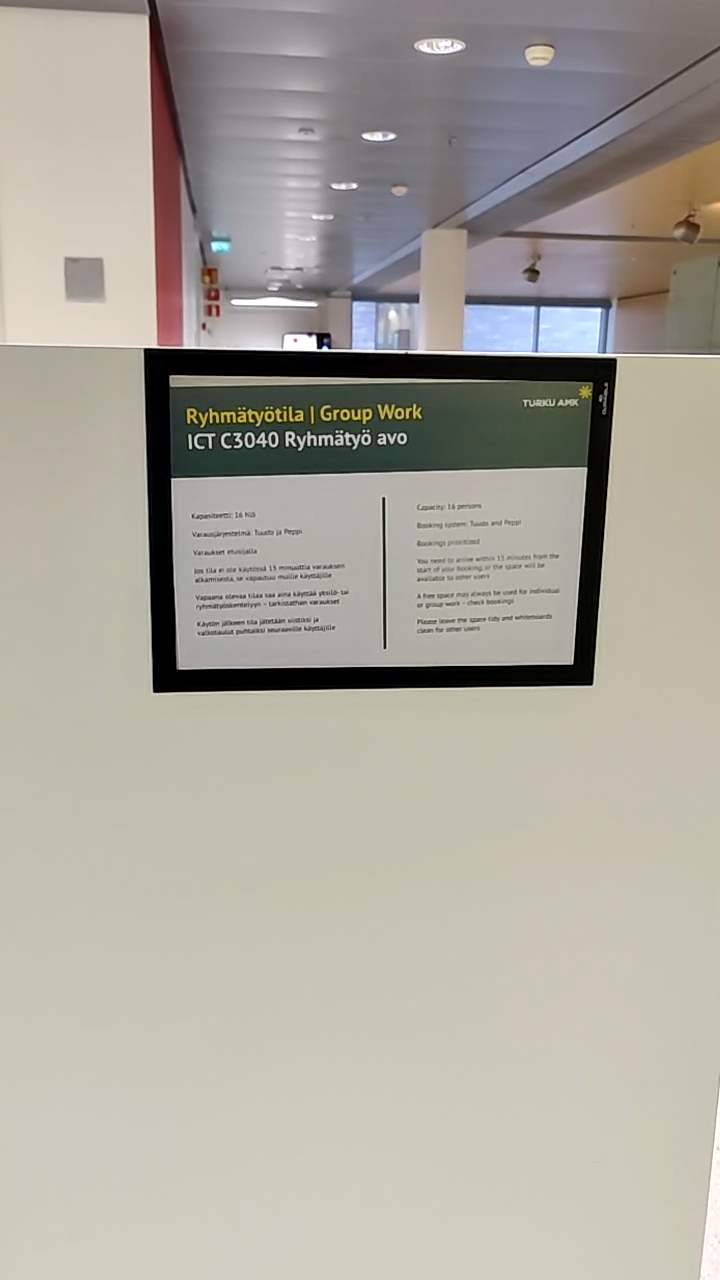 Ryhmätyötila | Group Work
ICT C3040 Ryhmätyö avo
TURKU AMK
DURABLE
Kapasiteetti: 16 hlö
Varausjärjestelmä: Tuudo ja Peppi
Varaukset etusijalla
Jos tila ei ole käytössä 15 minuuttia varauksen
alkamisesta, se vapautuu muille käyttäjille
Vapaana olevaa tilaa saa aina käyttää yksilö- tai
ryhmätyöskentelyyn – tarkistathan varaukset
Käytön jälkeen tila jätetään siistiksi ja
valkotaulut puhtaiksi seuraaville käyttäjille
Capacity: 16 persons
Booking system: Tuudo and Peppi
Bookings prioritized
You need to arrive within 15 minutes from the
start of your booking, or the space will be
available to other users
A free space may always be used for individual
or group work – check bookings
Please leave the space tidy and whiteboards
clean for other users